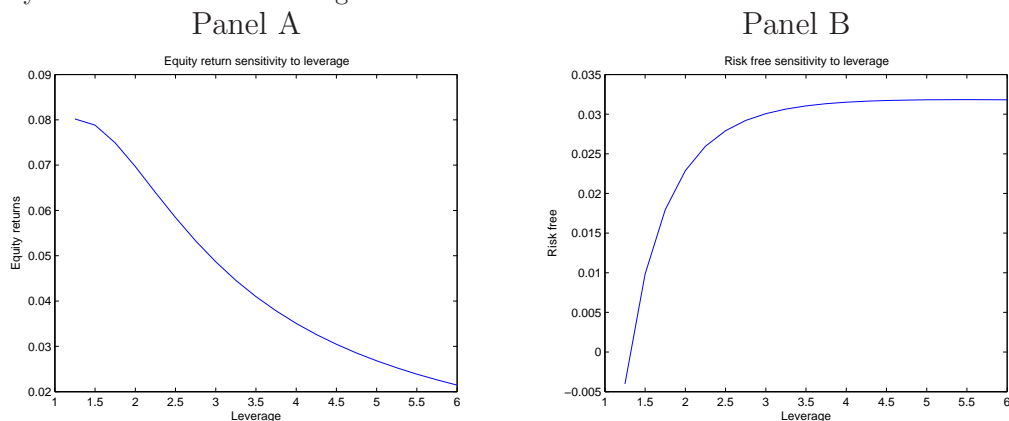 Panel A
Equity return sensitivity to leverage
0.09
0.08
0.07
0.06
0.05
0.04
0.03
0.02
Equity returns
1 1.5 2 2.5 3 3.5 4 4.5 5 5.5 6
Leverage
Panel B
Risk free sensitivity to leverage
0.035
0.03
0.025
0.02
0.015
0.01
0.005
0
−0.005
Risk free
1 1.5 2 2.5 3 3.5 4 4.5 5 5.5 6
Leverage